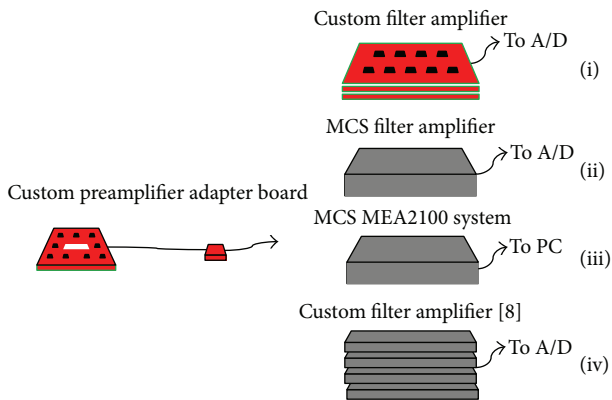 Custom filter amplifier
To A/D
(i)
MCS filter amplifier
To A/D
(ii)
Custom preamplifier adapter board
MCS MEA2100 system
To PC
(iii)
Custom filter amplifier [8]
To A/D
(iv)